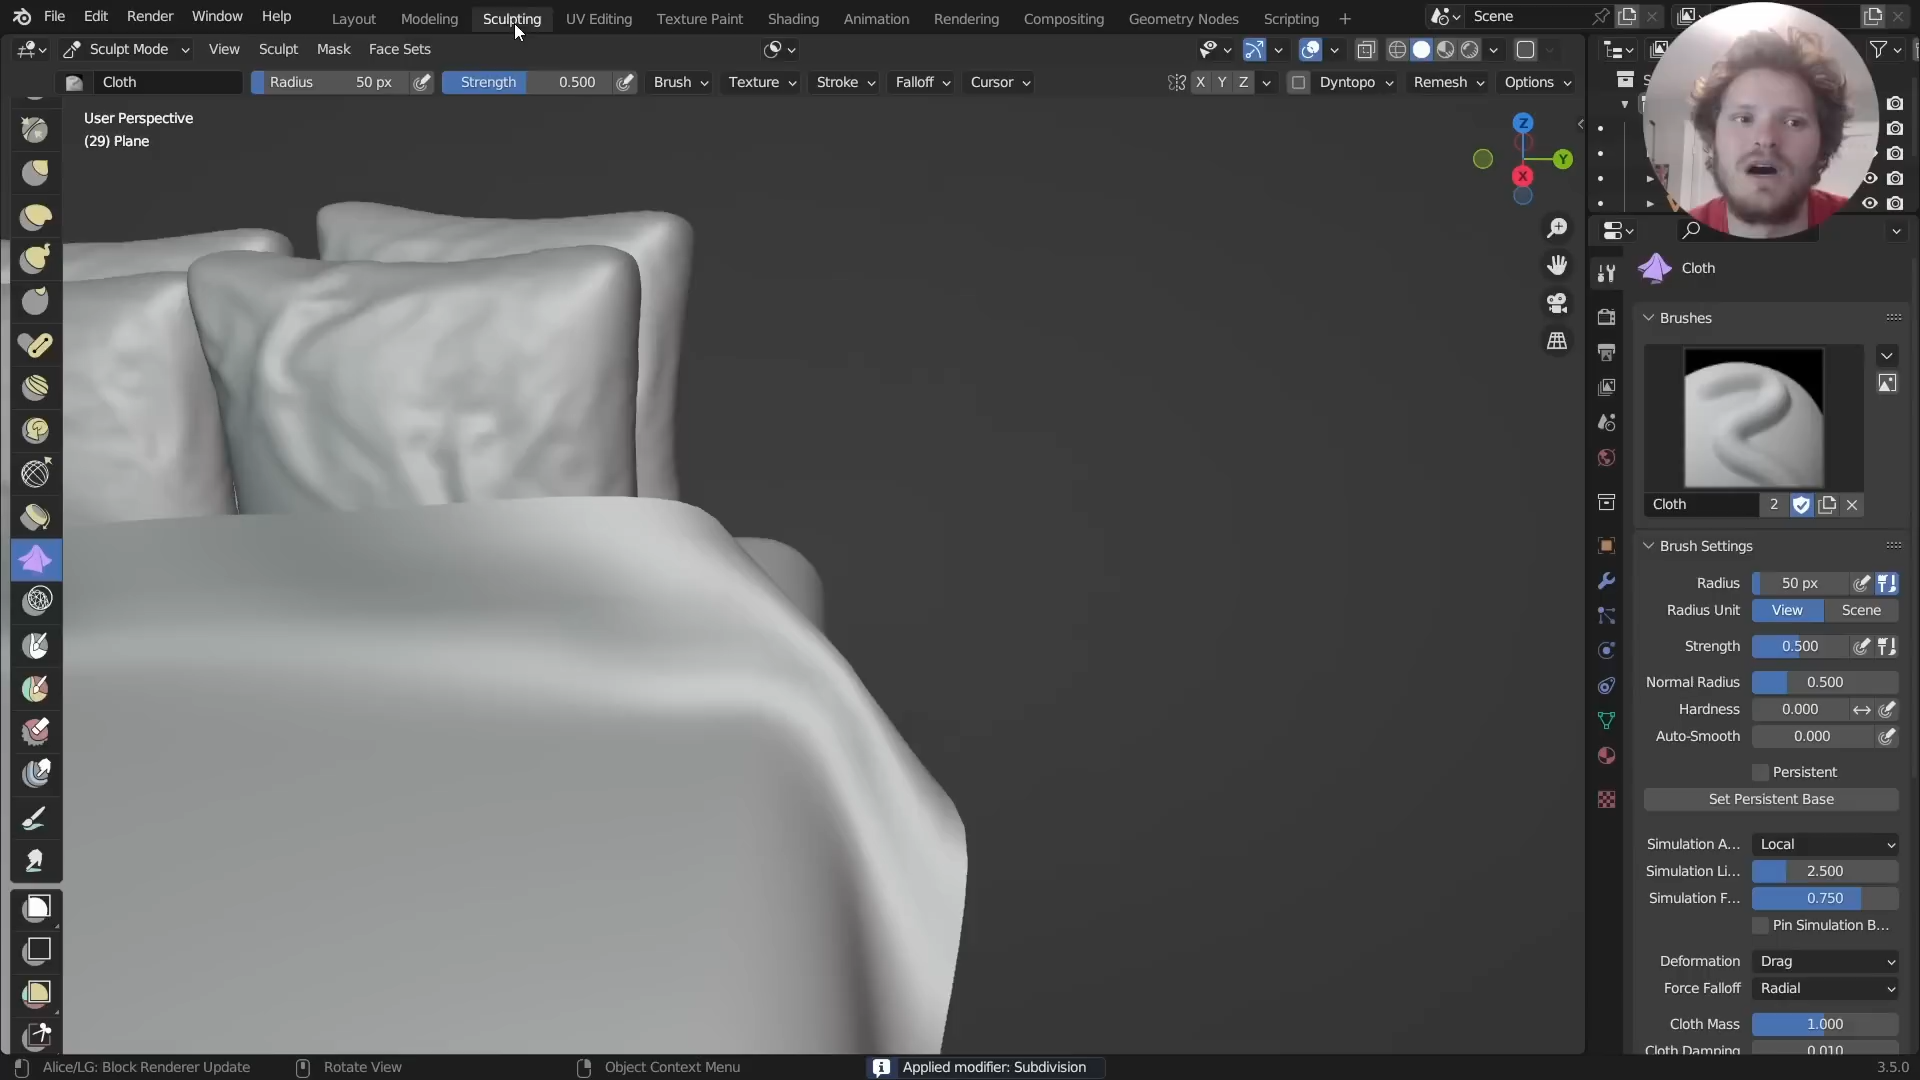 File Edit Render Window Help
Layout Modeling Sculpting UV Editing Texture Paint Shading Animation Rendering Compositing Geometry Nodes Scripting +
Scene
Sculpt Mode View Sculpt Mask Face Sets
Cloth Radius 50 px Strength 0.500 Brush Texture Stroke Falloff Cursor X Y Z Dyntopo Remesh Options
User Perspective
(29) Plane
Z
Y
X
Cloth
Brushes
Cloth 2
Brush Settings
Radius 50 px
Radius Unit View Scene
Strength 0.500
Normal Radius 0.500
Hardness 0.000
Auto-Smooth 0.000
Persistent
Set Persistent Base
Simulation A... Local
Simulation Li... 2.500
Simulation F... 0.750
Pin Simulation B...
Deformation Drag
Force Falloff Radial
Cloth Mass 1.000
Cloth Damping 0.010
Alice/LG: Block Renderer Update Rotate View Object Context Menu Applied modifier: Subdivision 3.5.0